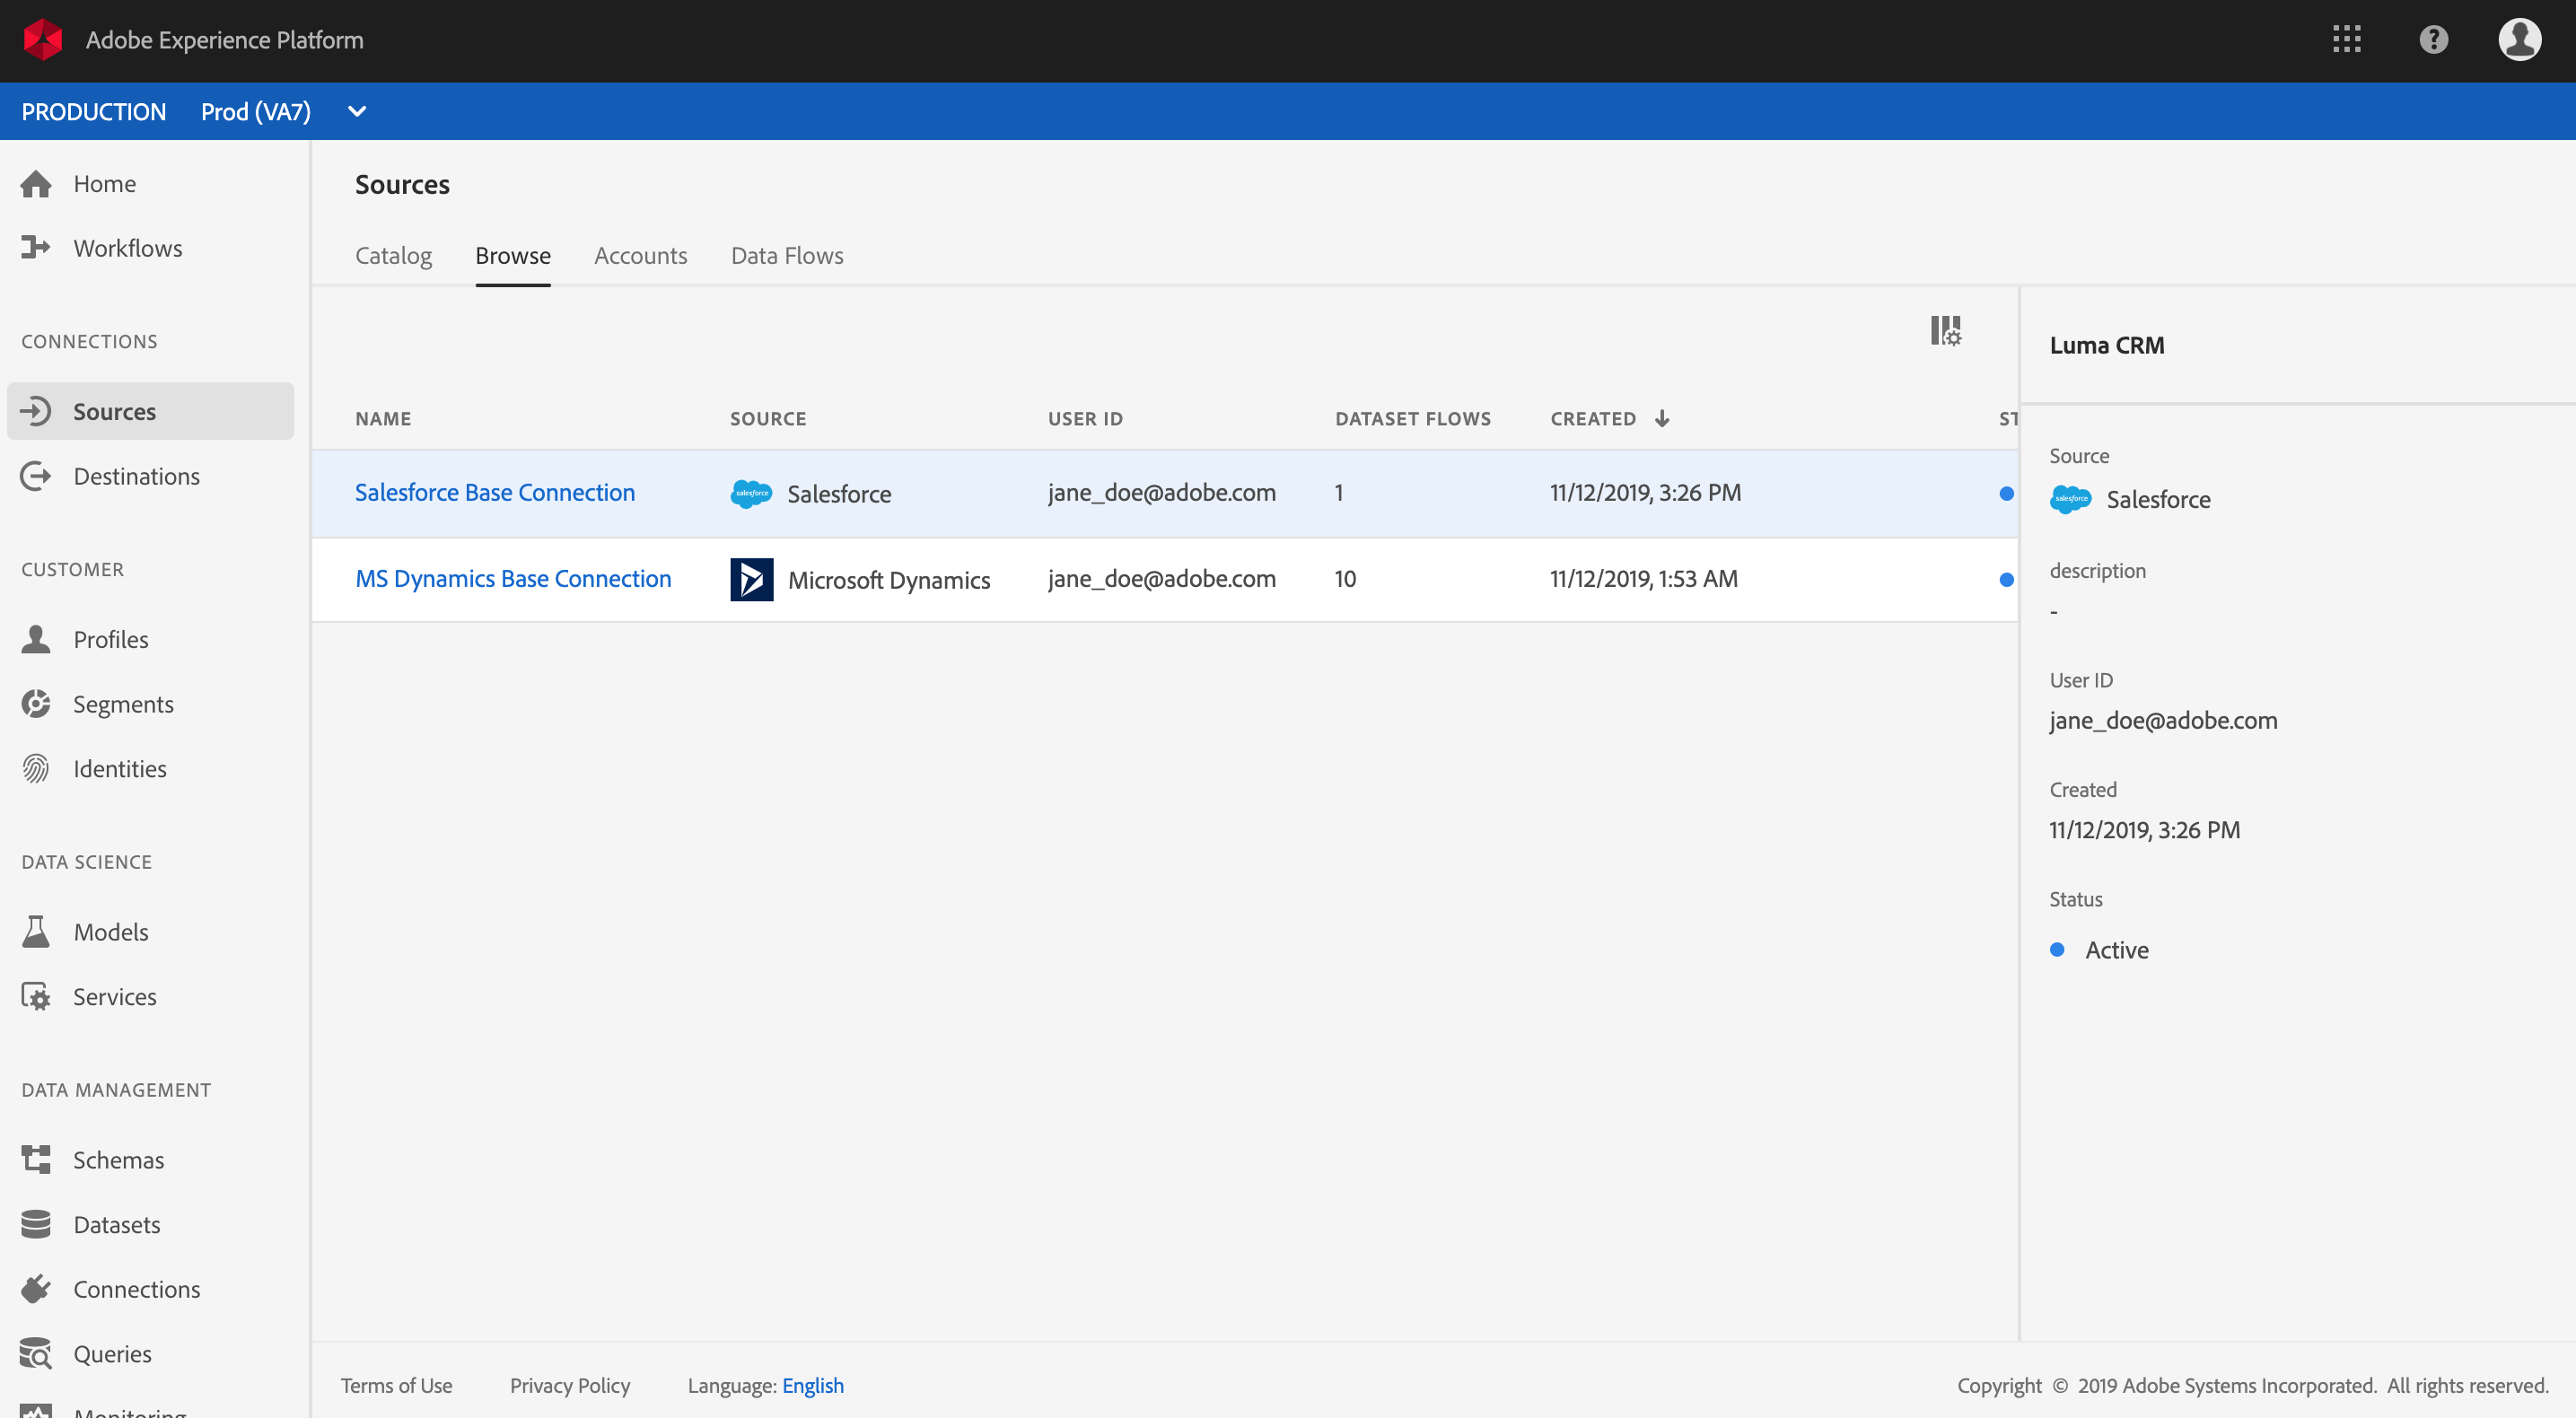 Adobe Experience Platform
PRODUCTION Prod (VA7)
Home
Workflows
CONNECTIONS
Sources
Destinations
CUSTOMER
Profiles
Segments
Identities
DATA SCIENCE
Models
Services
DATA MANAGEMENT
Schemas
Datasets
Connections
Queries
Monitoring
Sources
Catalog Browse Accounts Data Flows
NAME SOURCE USER ID DATASET FLOWS CREATED ST
Salesforce Base Connection salesforce Salesforce jane_doe@adobe.com 1 11/12/2019, 3:26 PM
MS Dynamics Base Connection Microsoft Dynamics jane_doe@adobe.com 10 11/12/2019, 1:53 AM
Luma CRM
Source
salesforce Salesforce
description
-
User ID
jane_doe@adobe.com
Created
11/12/2019, 3:26 PM
Status
Active
Terms of Use Privacy Policy Language: English Copyright © 2019 Adobe Systems Incorporated. All rights reserved.